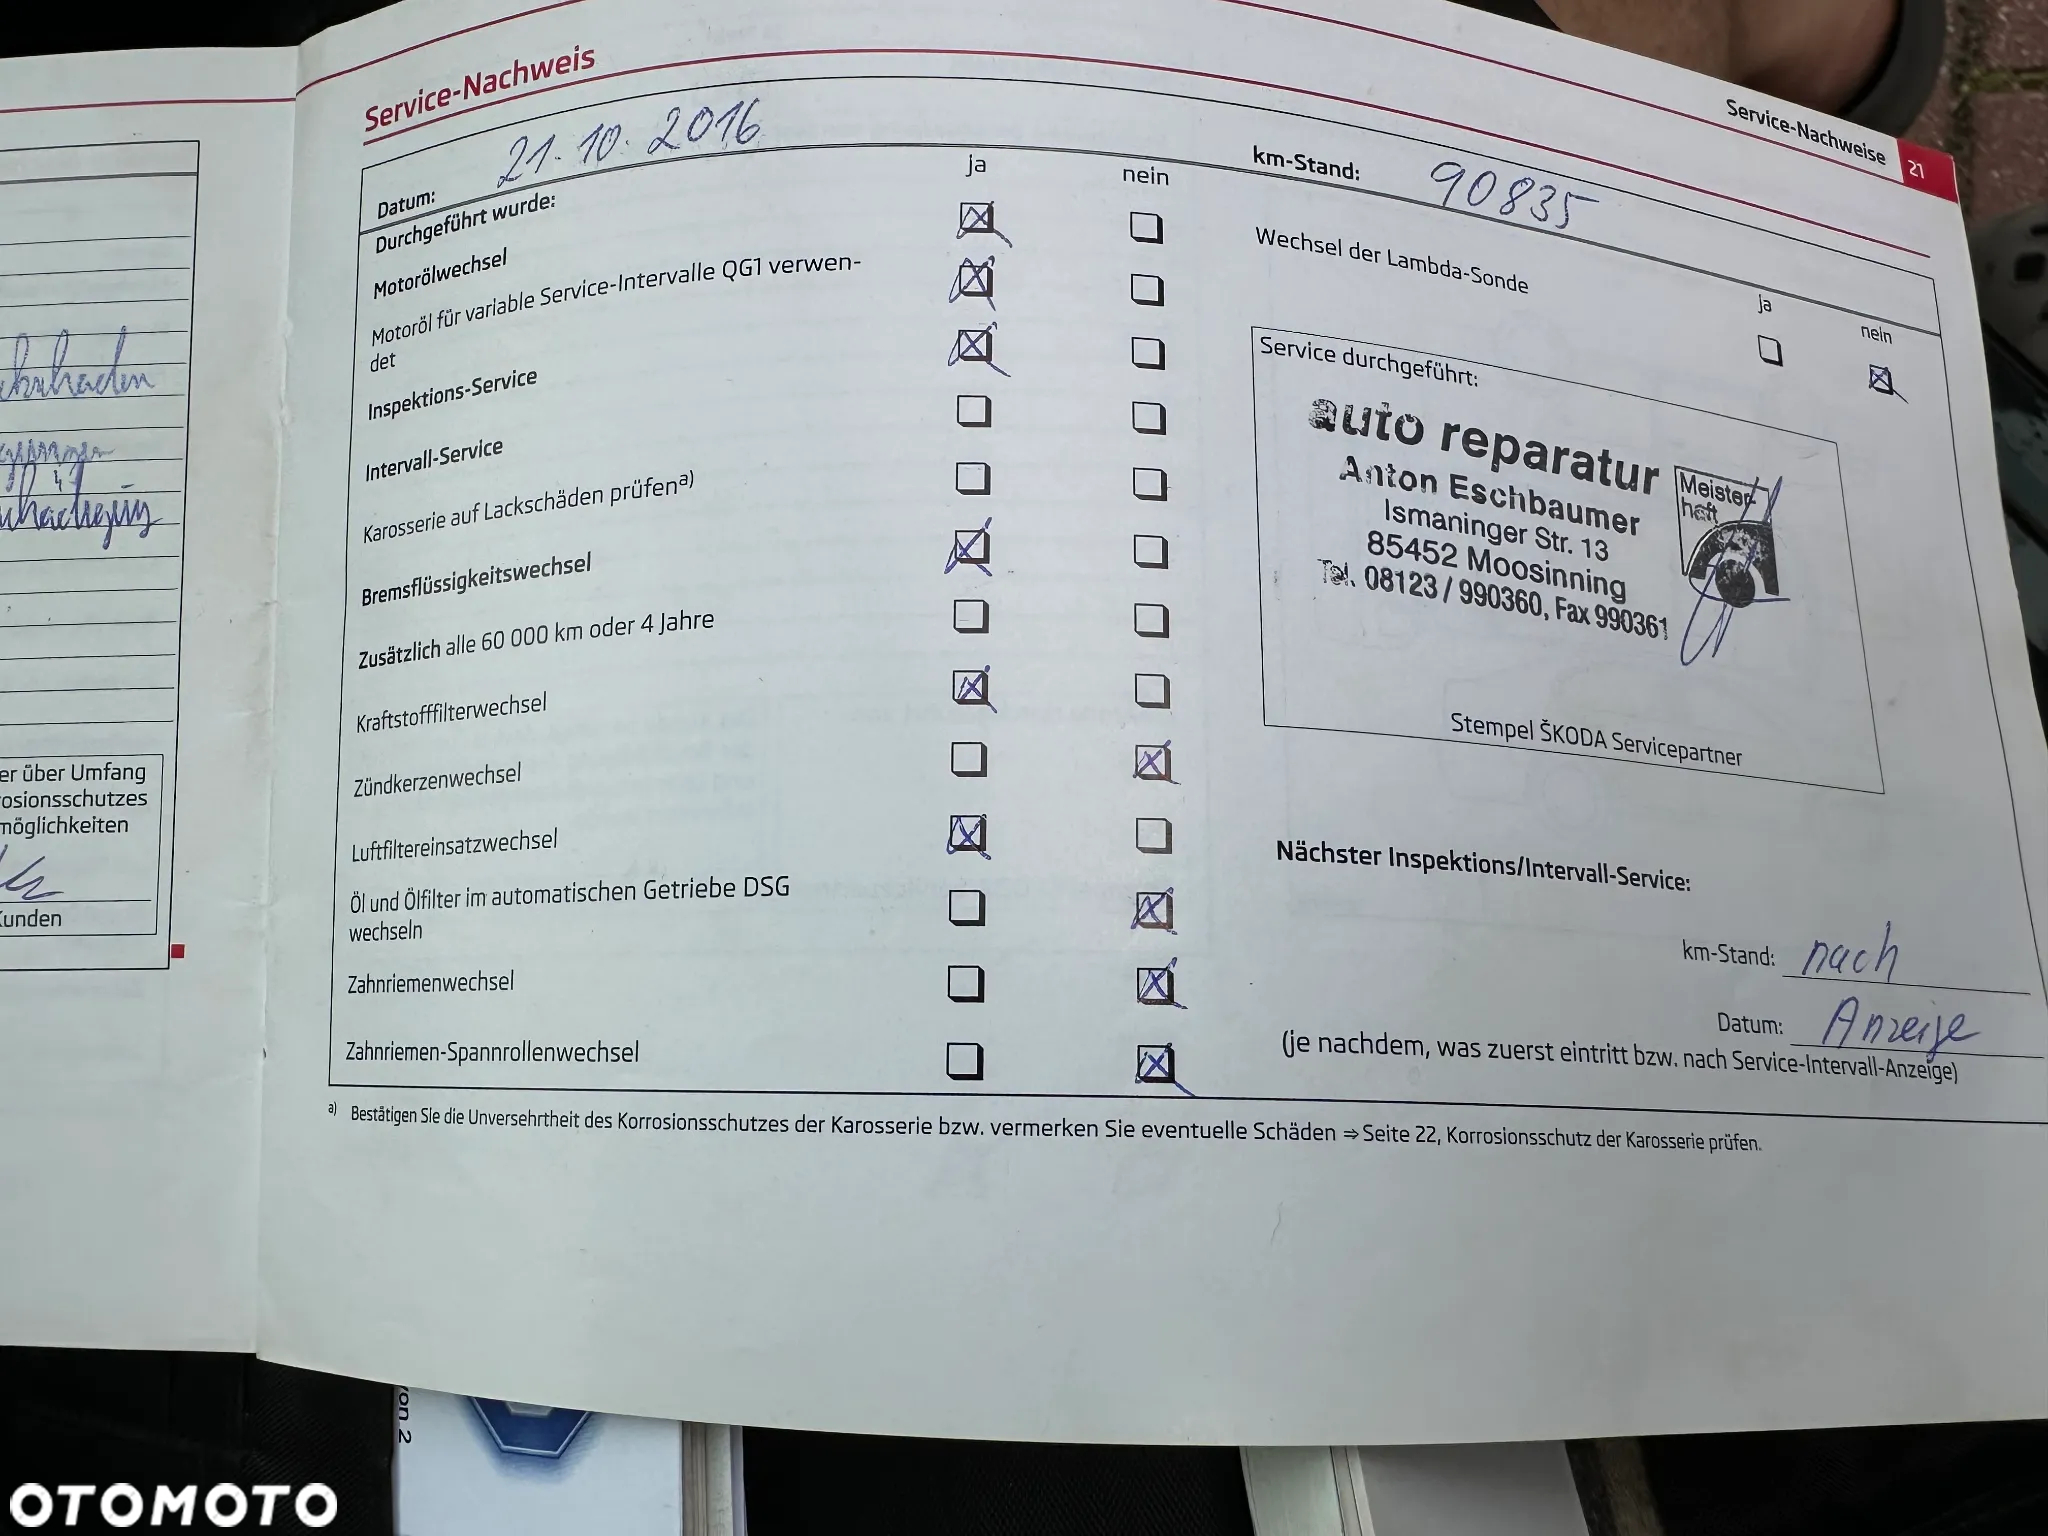 Service-Nachweise 21
Service-Nachweis
Datum: 21.10.2016
km-Stand: 90835
Durchgeführt wurde:
ja nein
Motorölwechsel
Motoröl für variable Service-Intervalle QG1 verwen-
det
Inspektions-Service
Intervall-Service
Karosserie auf Lackschäden prüfena)
Bremsflüssigkeitswechsel
Zusätzlich alle 60 000 km oder 4 Jahre
Kraftstofffilterwechsel
Zündkerzenwechsel
Luftfiltereinsatzwechsel
Öl und Ölfilter im automatischen Getriebe DSG
wechseln
Zahnriemenwechsel
Zahnriemen-Spannrollenwechsel
Wechsel der Lambda-Sonde
ja nein
Service durchgeführt:
auto reparatur
Anton Eschbaumer
Ismaninger Str. 13
85452 Moosinning
Tel. 08123 / 990360, Fax 990361
Meister-
haft
Stempel ŠKODA Servicepartner
Nächster Inspektions/Intervall-Service:
km-Stand: nach
Datum: Anzeige
(je nachdem, was zuerst eintritt bzw. nach Service-Intervall-Anzeige)
a) Bestätigen Sie die Unversehrtheit des Korrosionsschutzes der Karosserie bzw. vermerken Sie eventuelle Schäden ⇒ Seite 22, Korrosionsschutz der Karosserie prüfen.
er über Umfang
osionsschutzes
möglichkeiten
Kunden
on 2
OTOMOTO